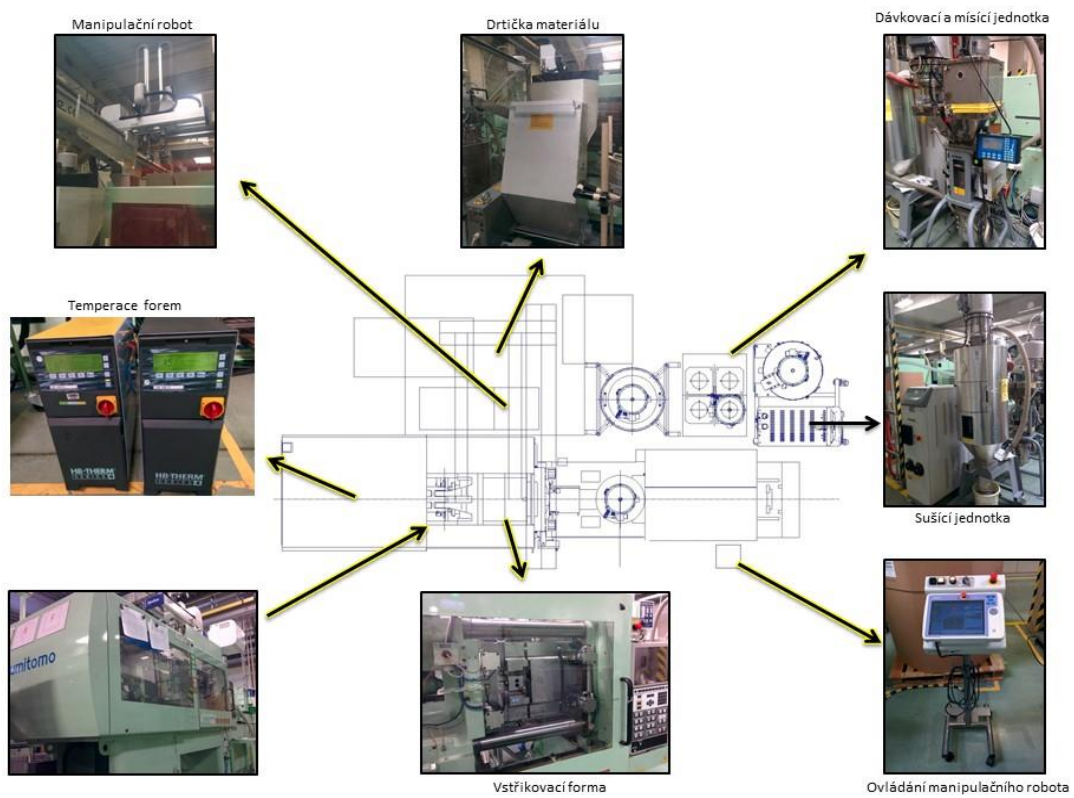 Manipulační robot
Drtička materiálu
Dávkovací a mísící jednotka
Temperace forem
HB-THERM
HB-THERM
Sušící jednotka
Vstřikovací forma
Ovládání manipulačního robota